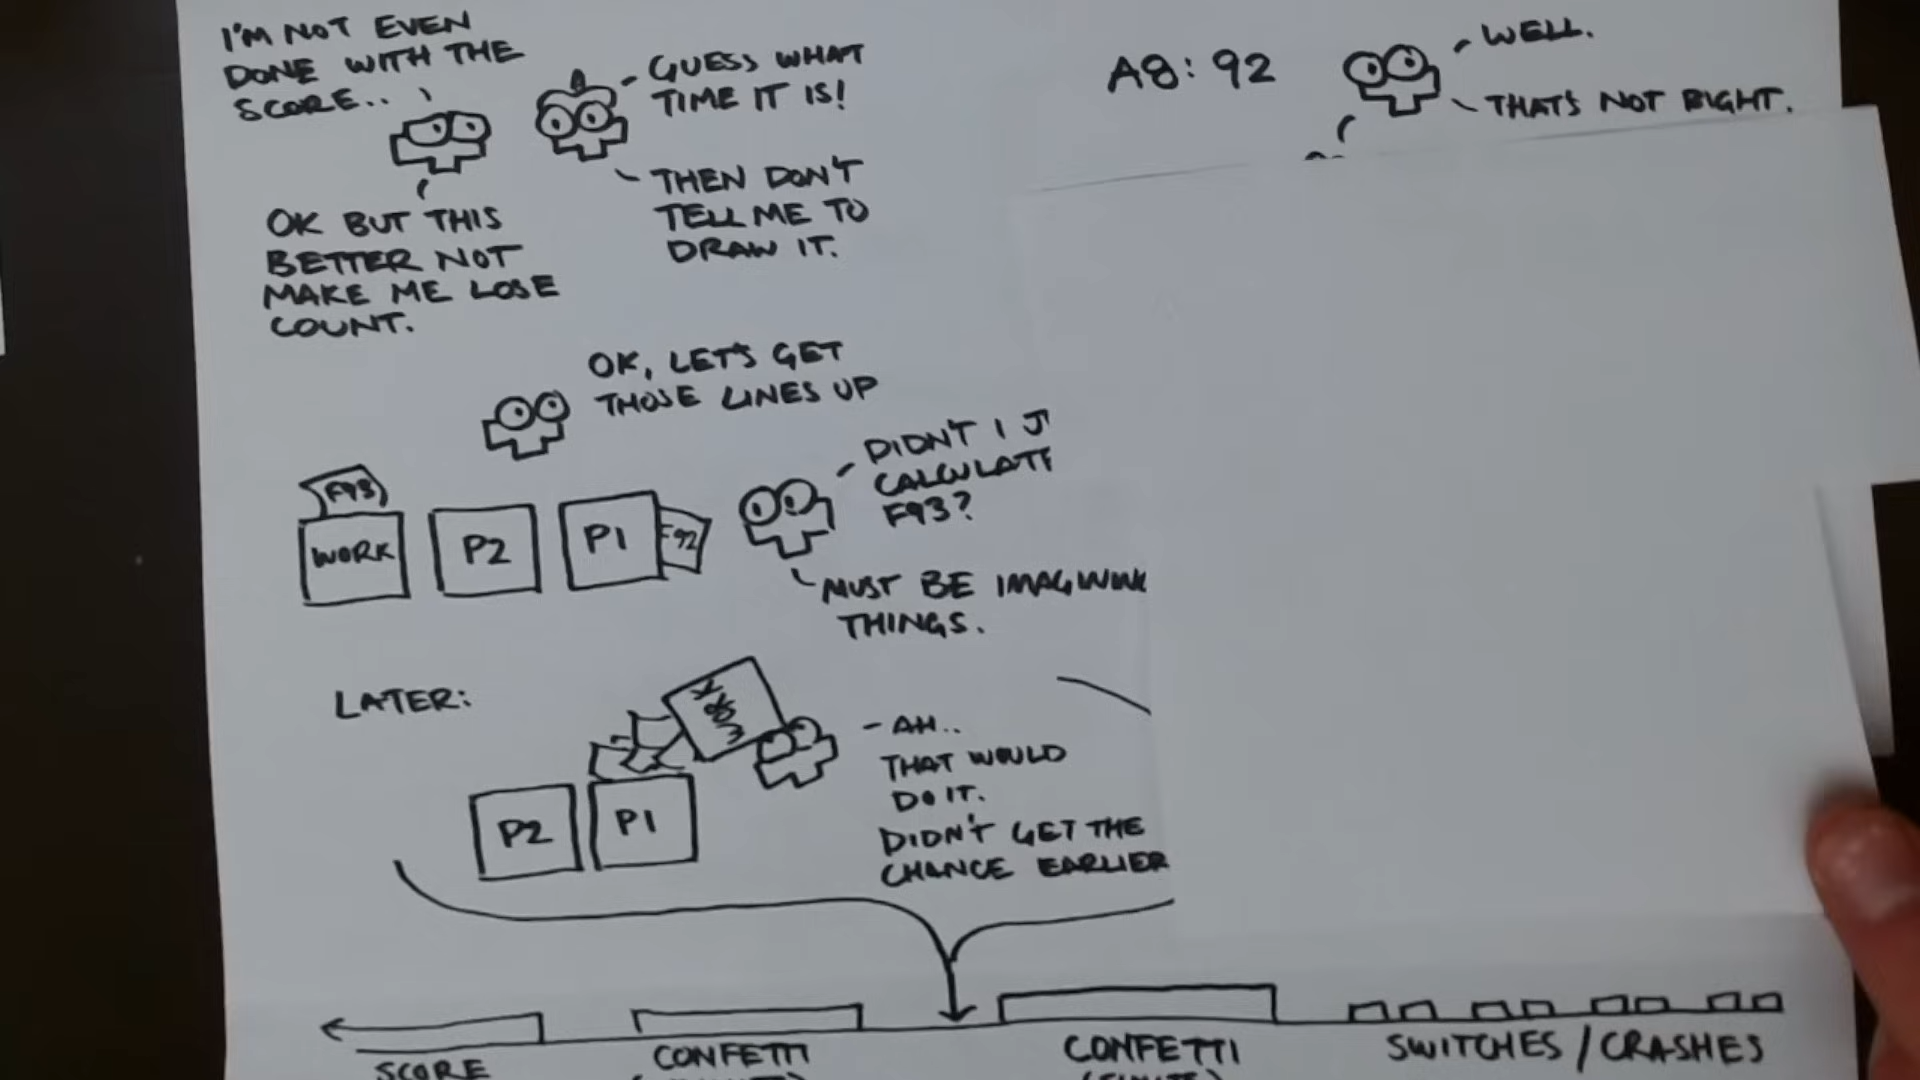 I'M NOT EVEN
DONE WITH THE
SCORE..
GUESS WHAT
TIME IT IS!
THEN DON'T
TELL ME TO
DRAW IT.
OK BUT THIS
BETTER NOT
MAKE ME LOSE
COUNT.
A8: 92
WELL.
THAT'S NOT RIGHT.
OK, LET'S GET
THOSE LINES UP
F93
WORK
P2
P1
F92
DIDN'T I
CALCULATE
F93?
MUST BE IMAGINING
THINGS.
LATER:
WORK
P2
P1
- AH..
THAT WOULD
DO IT.
DIDN'T GET THE
CHANCE EARLIER
SCORE
CONFETTI
CONFETTI
SWITCHES / CRASHES